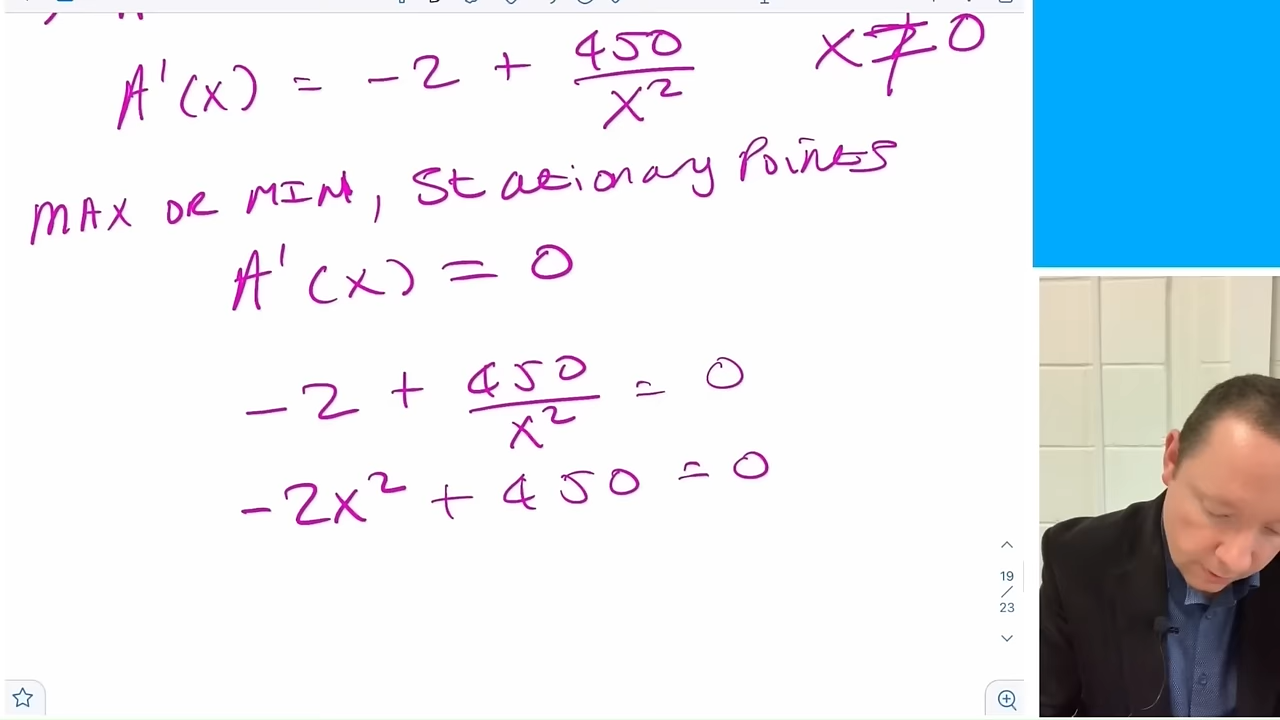 A'(x) = -2 + 450/x² x ≠ 0
MAX OR MIN, Stationary Points
A'(x) = 0
-2 + 450/x² = 0
-2x² + 450 = 0
19
/
23